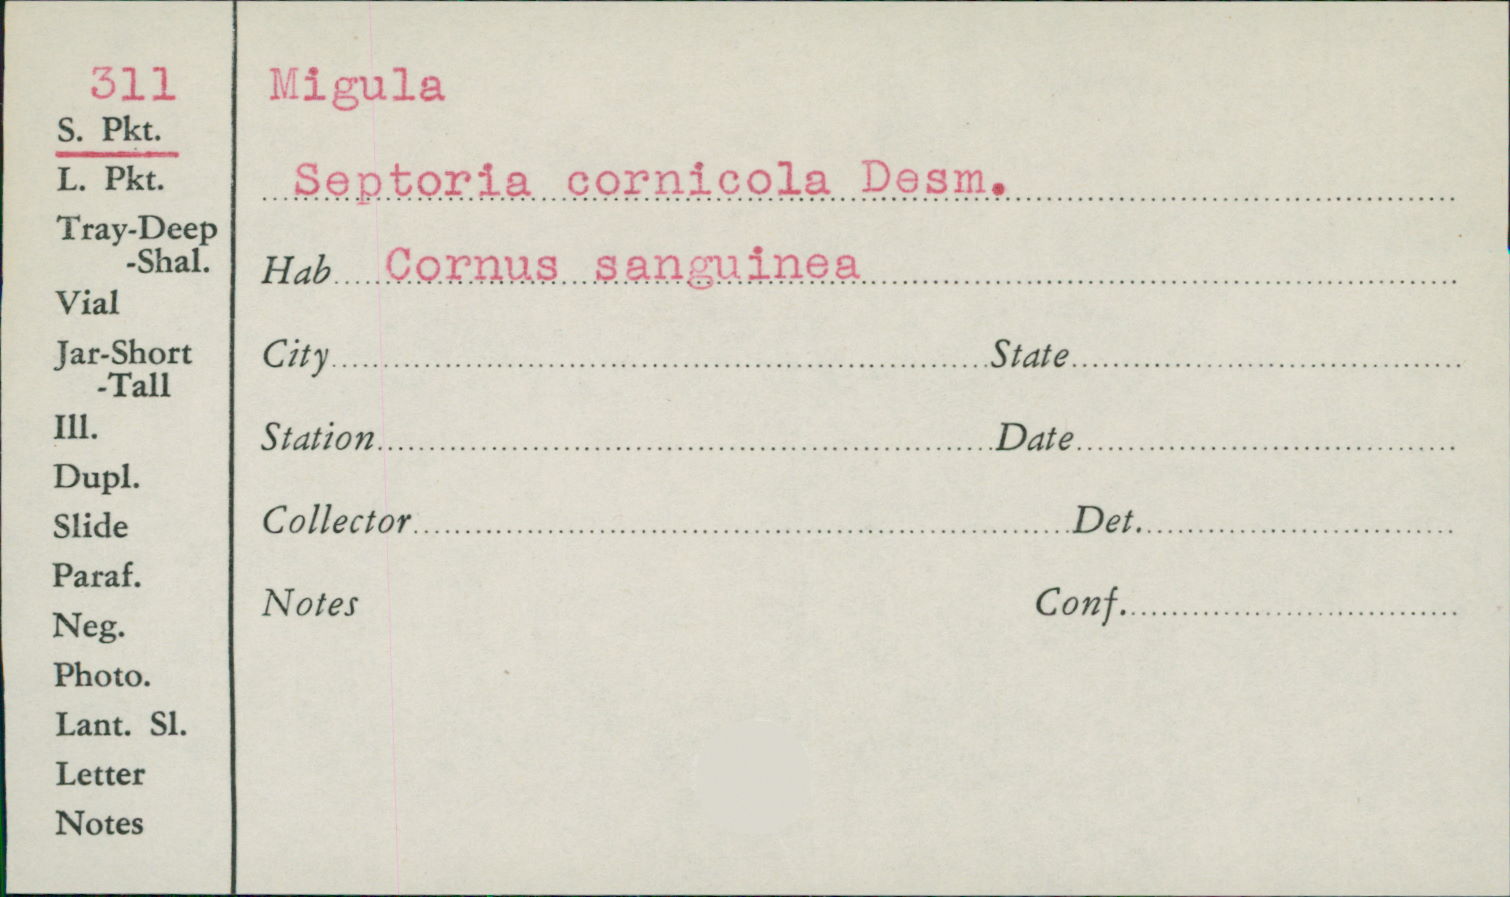 311 Migula
S. Pkt.
L. Pkt.
Septoria cornicola Desm.
Tray-Deep
-Shal.
Hab Cornus sanguinea
Vial
Jar-Short
-Tall
City State
Ill.
Station Date
Dupl.
Slide
Collector Det.
Paraf.
Neg.
Notes Conf.
Photo.
Lant. Sl.
Letter
Notes